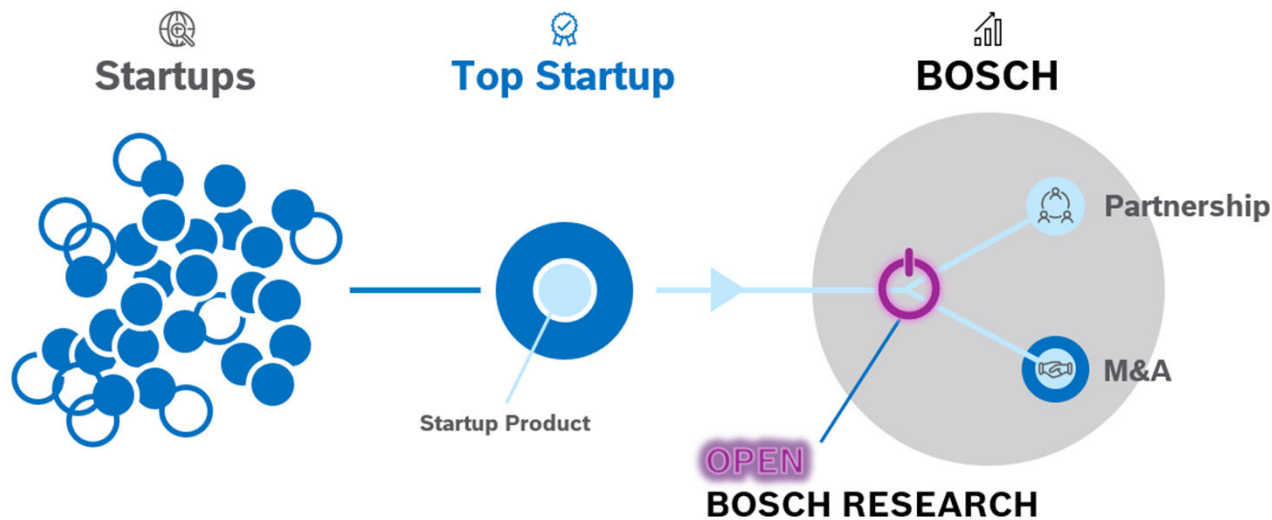 Startups
Top Startup
BOSCH
Partnership
M&A
Startup Product
OPEN
BOSCH RESEARCH